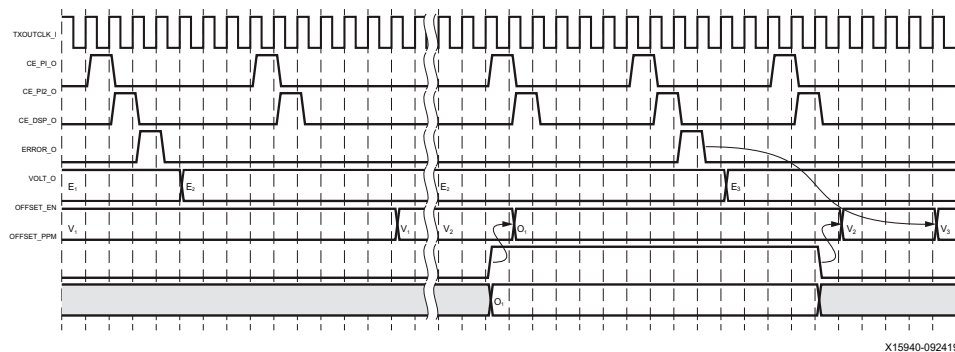 TXOUTCLK_I
CE_PI_O
CE_PI2_O
CE_DSP_O
ERROR_O
VOLT_O
E₁ E₂ E₂ E₃
OFFSET_EN
V₁ V₁ V₂ O₁ V₂ V₃
OFFSET_PPM
O₁
X15940-092419